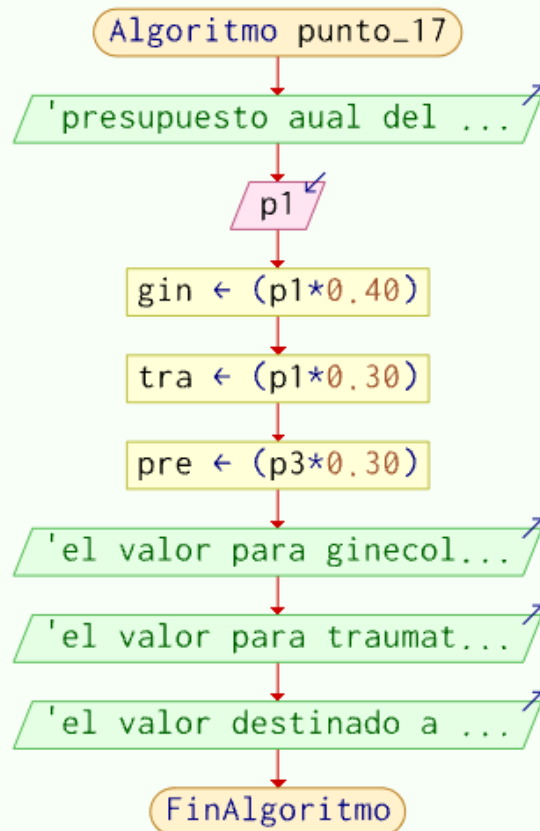 Algoritmo punto_17
'presupuesto aual del ...
p1
gin ← (p1*0.40)
tra ← (p1*0.30)
pre ← (p3*0.30)
'el valor para ginecol...
'el valor para traumat...
'el valor destinado a ...
FinAlgoritmo